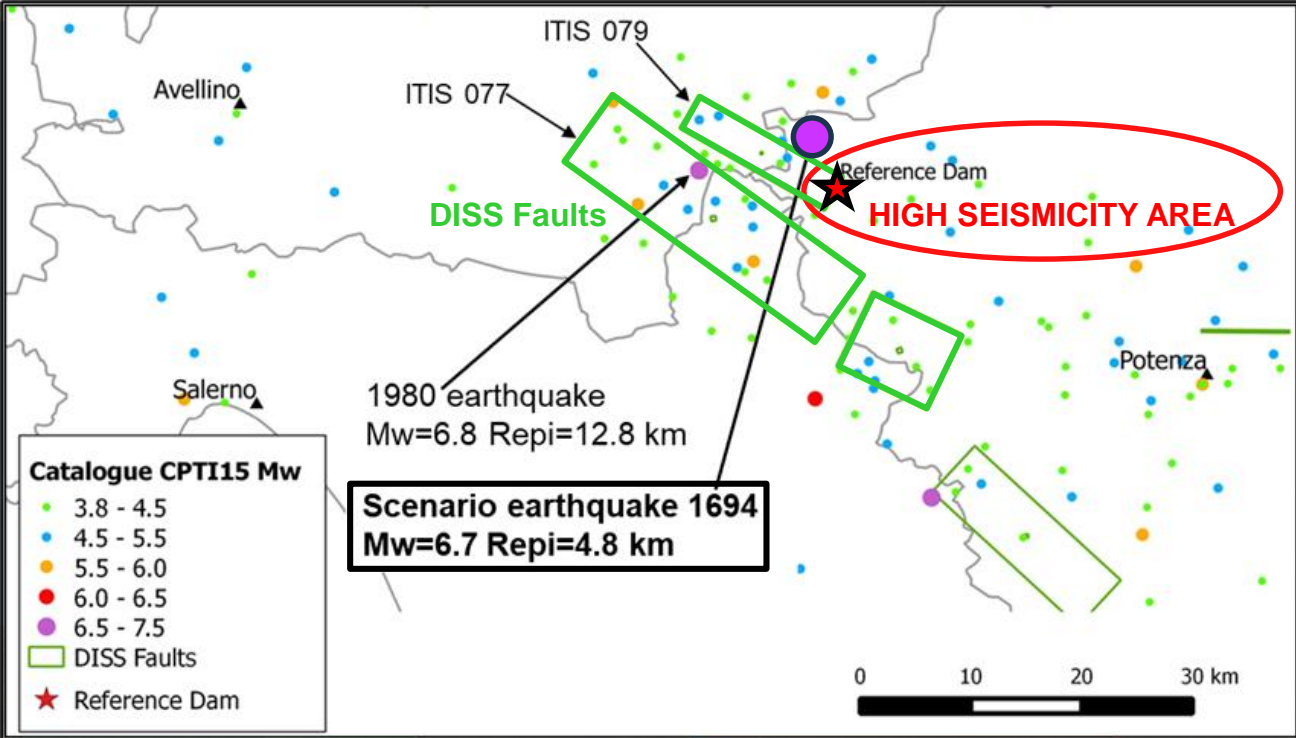 ITIS 079
Avellino
ITIS 077
Reference Dam
DISS Faults
HIGH SEISMICITY AREA
Potenza
1980 earthquake
Mw=6.8 Repi=12.8 km
Salerno
Scenario earthquake 1694
Mw=6.7 Repi=4.8 km
Catalogue CPTI15 Mw
3.8 - 4.5
4.5 - 5.5
5.5 - 6.0
6.0 - 6.5
6.5 - 7.5
DISS Faults
Reference Dam
0 10 20 30 km